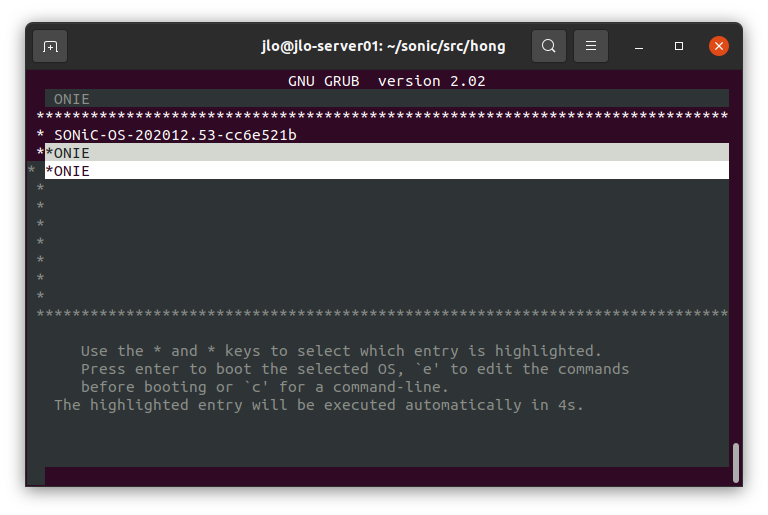 jlo@jlo-server01: ~/sonic/src/hong
GNU GRUB  version 2.02
ONIE
*****************************************************************************
* SONiC-OS-202012.53-cc6e521b
**ONIE
* *ONIE
*
*
*
*
*
*
*
*****************************************************************************
Use the * and * keys to select which entry is highlighted.
Press enter to boot the selected OS, `e' to edit the commands
before booting or `c' for a command-line.
The highlighted entry will be executed automatically in 4s.